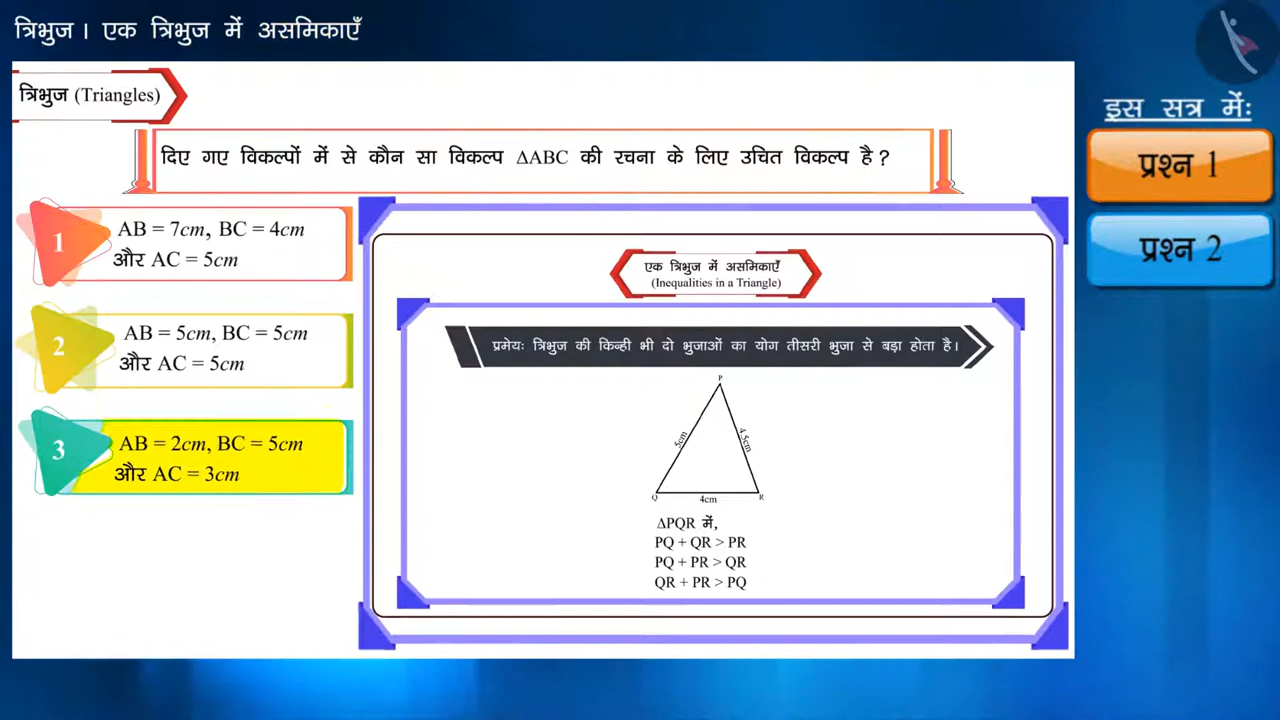 त्रिभुज। एक त्रिभुज में असमिकाएँ
त्रिभुज (Triangles)
दिए गए विकल्पों में से कौन सा विकल्प ΔABC की रचना के लिए उचित विकल्प है ?
1
AB = 7cm, BC = 4cm
और AC = 5cm
2
AB = 5cm, BC = 5cm
और AC = 5cm
3
AB = 2cm, BC = 5cm
और AC = 3cm
एक त्रिभुज में असमिकाएँ
(Inequalities in a Triangle)
प्रमेयः त्रिभुज की किन्ही भी दो भुजाओं का योग तीसरी भुजा से बड़ा होता है।
P
5cm
4.5cm
Q
4cm
R
ΔPQR में,
PQ + QR > PR
PQ + PR > QR
QR + PR > PQ
इस सत्र में:
प्रश्न 1
प्रश्न 2